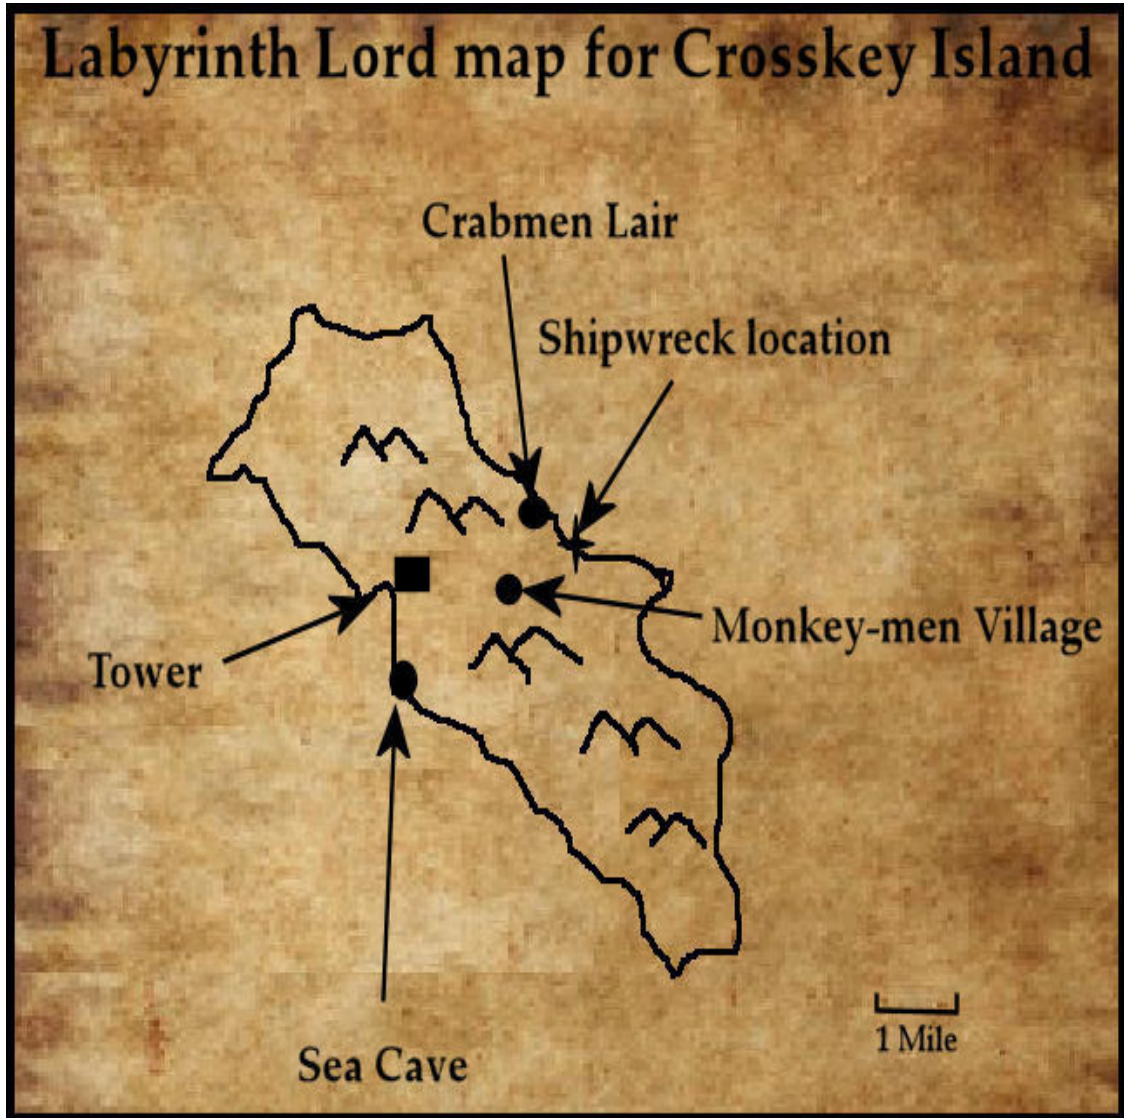 Labyrinth Lord map for Crosskey Island
Crabmen Lair
Shipwreck location
Monkey-men Village
Tower
Sea Cave
1 Mile